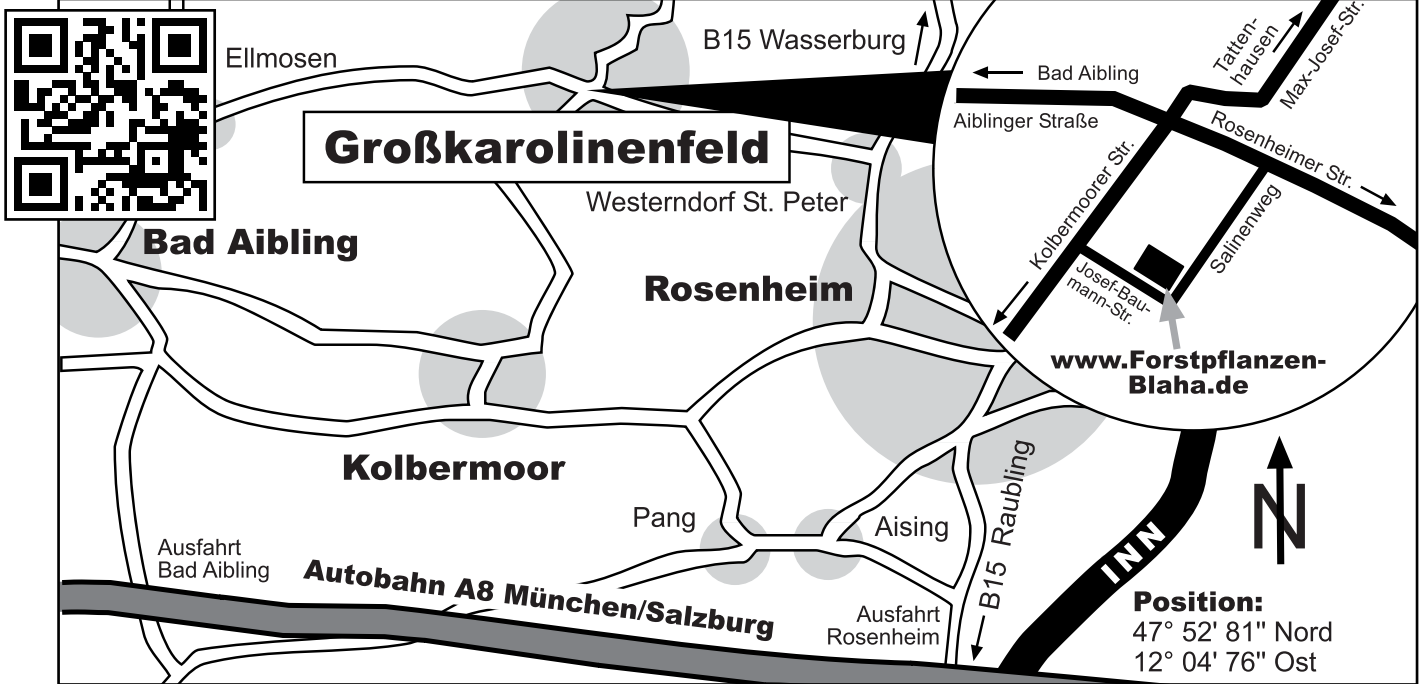 Ellmosen
B15 Wasserburg
Großkarolinenfeld
Westerndorf St. Peter
Bad Aibling
Rosenheim
Kolbermoor
Pang
Aising
B15 Raubling
Ausfahrt
Bad Aibling
Autobahn A8 München/Salzburg
Ausfahrt
Rosenheim
INN
Bad Aibling
Aiblinger Straße
Tatten-
hausen
Max-Josef-Str.
Rosenheimer Str.
Kolbermoorer Str.
Salinenweg
Josef-Bau-
mann-Str.
www.Forstpflanzen-
Blaha.de
N
Position:
47° 52' 81" Nord
12° 04' 76" Ost